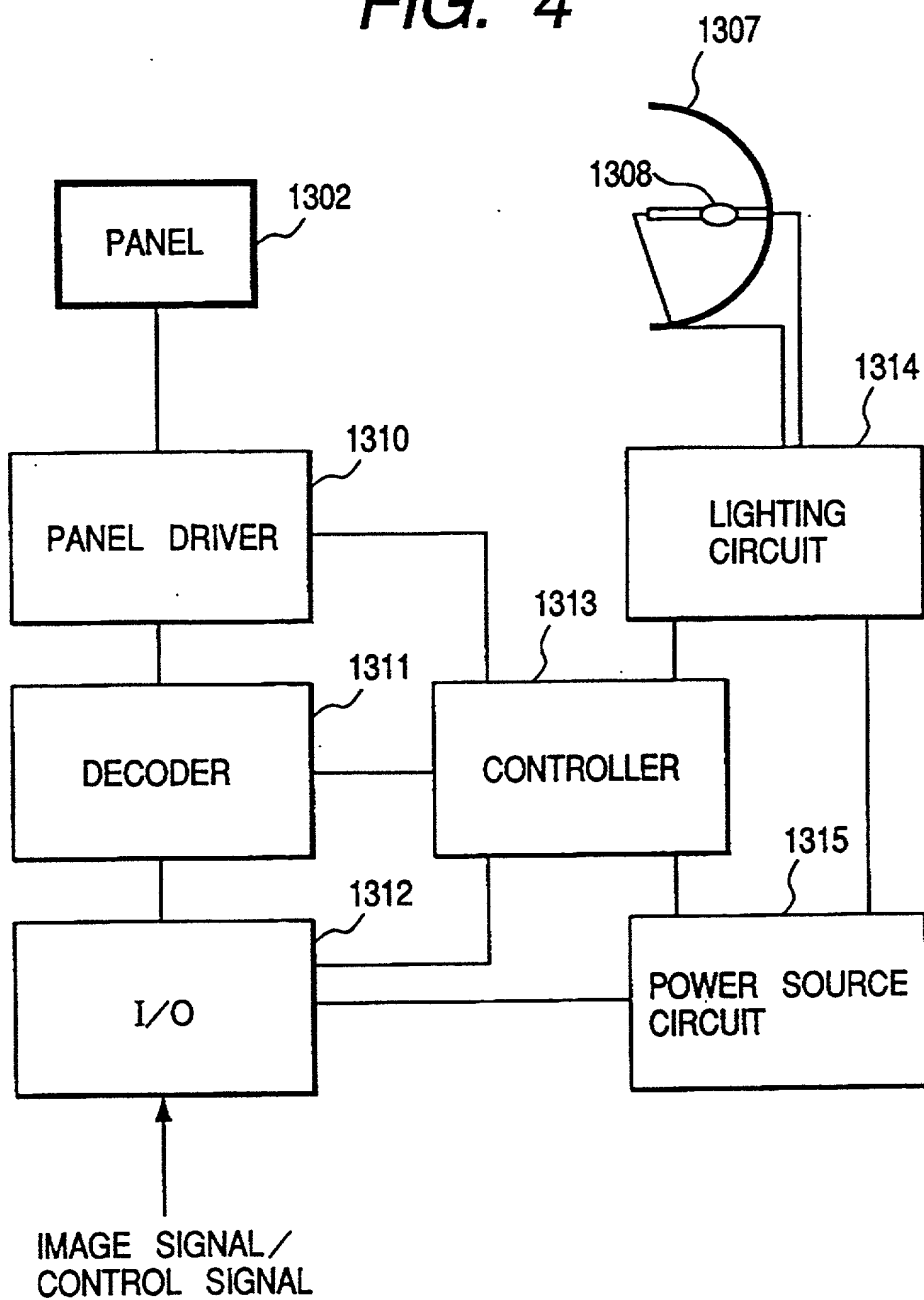 FIG. 4
1307
1308
1302
PANEL
1314
1310
LIGHTING
CIRCUIT
PANEL DRIVER
1313
1311
DECODER
CONTROLLER
1315
1312
I/O
POWER SOURCE
CIRCUIT
IMAGE SIGNAL/
CONTROL SIGNAL